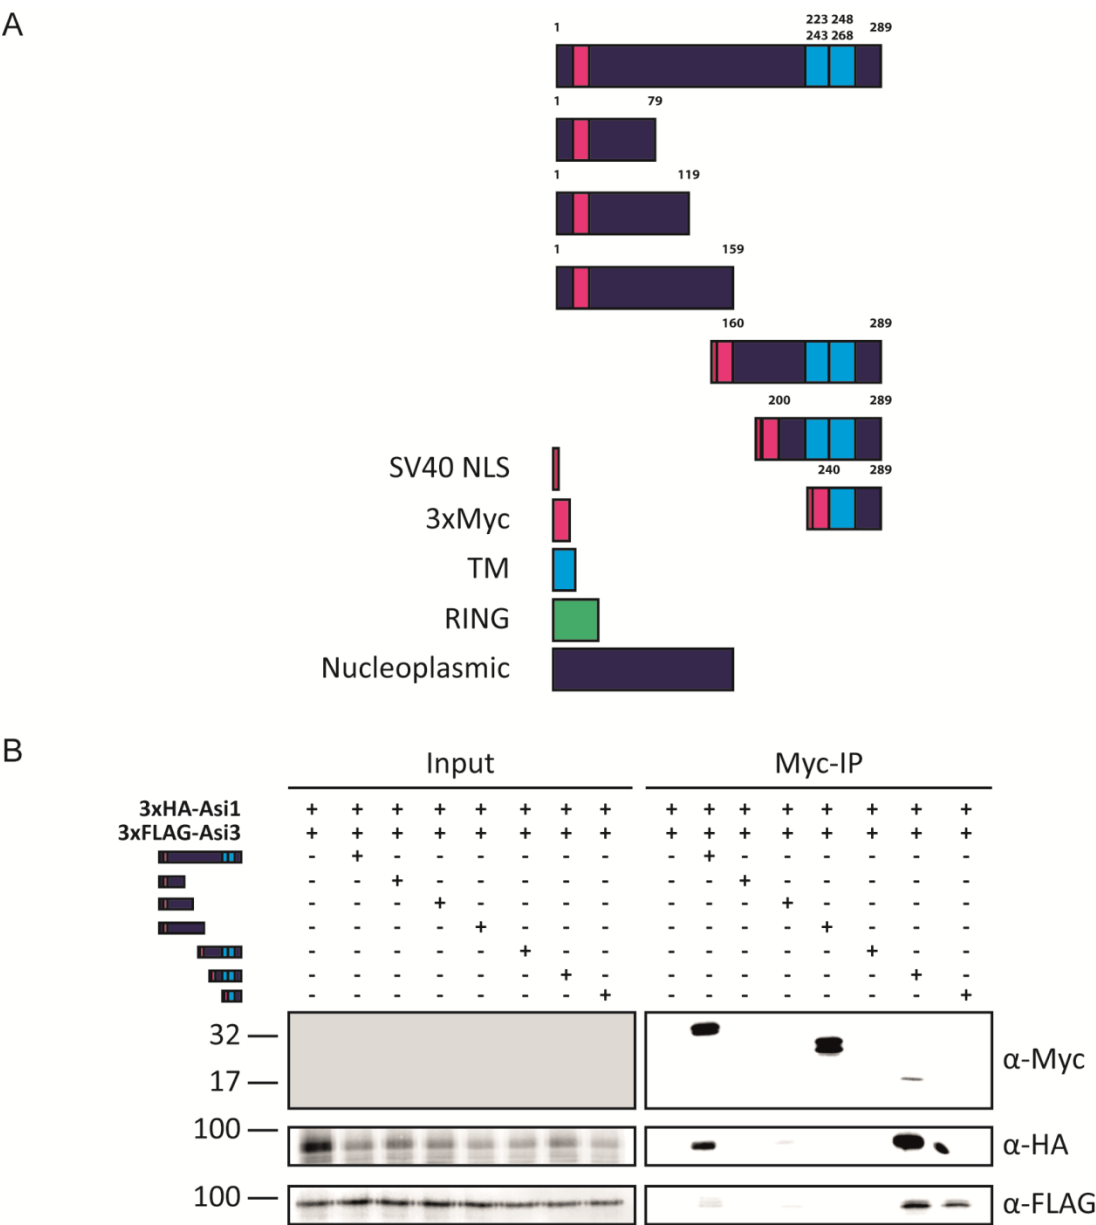 A
223 248
1 243 268 289
1 79
1 119
1 159
160 289
200 289
240 289
SV40 NLS
3xMyc
TM
RING
Nucleoplasmic
B
Input Myc-IP
3xHA-Asi1 + + + + + + + + + + + + + + + +
3xFLAG-Asi3 + + + + + + + + + + + + + + + +
- + - - - - - - - + - - - - - -
- - + - - - - - - - + - - - - -
- - - + - - - - - - - + - - - -
- - - - + - - - - - - - + - - -
- - - - - + - - - - - - - + - -
- - - - - - + - - - - - - - + -
- - - - - - - + - - - - - - - +
32
17
α-Myc
100
α-HA
100
α-FLAG